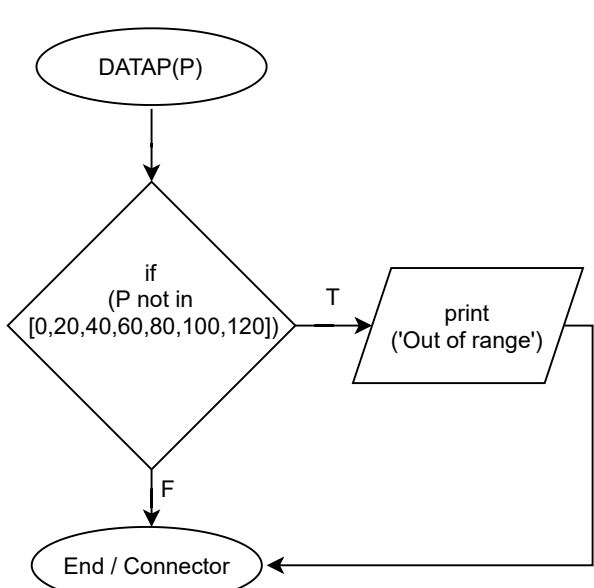 DATAP(P)
if
(P not in
[0,20,40,60,80,100,120])
T
print
('Out of range')
F
End / Connector